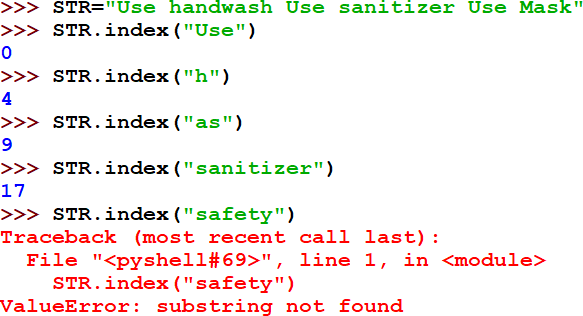 >>> STR="Use handwash Use sanitizer Use Mask"
>>> STR.index("Use")
0
>>> STR.index("h")
4
>>> STR.index("as")
9
>>> STR.index("sanitizer")
17
>>> STR.index("safety")
Traceback (most recent call last):
  File "<pyshell#69>", line 1, in <module>
    STR.index("safety")
ValueError: substring not found